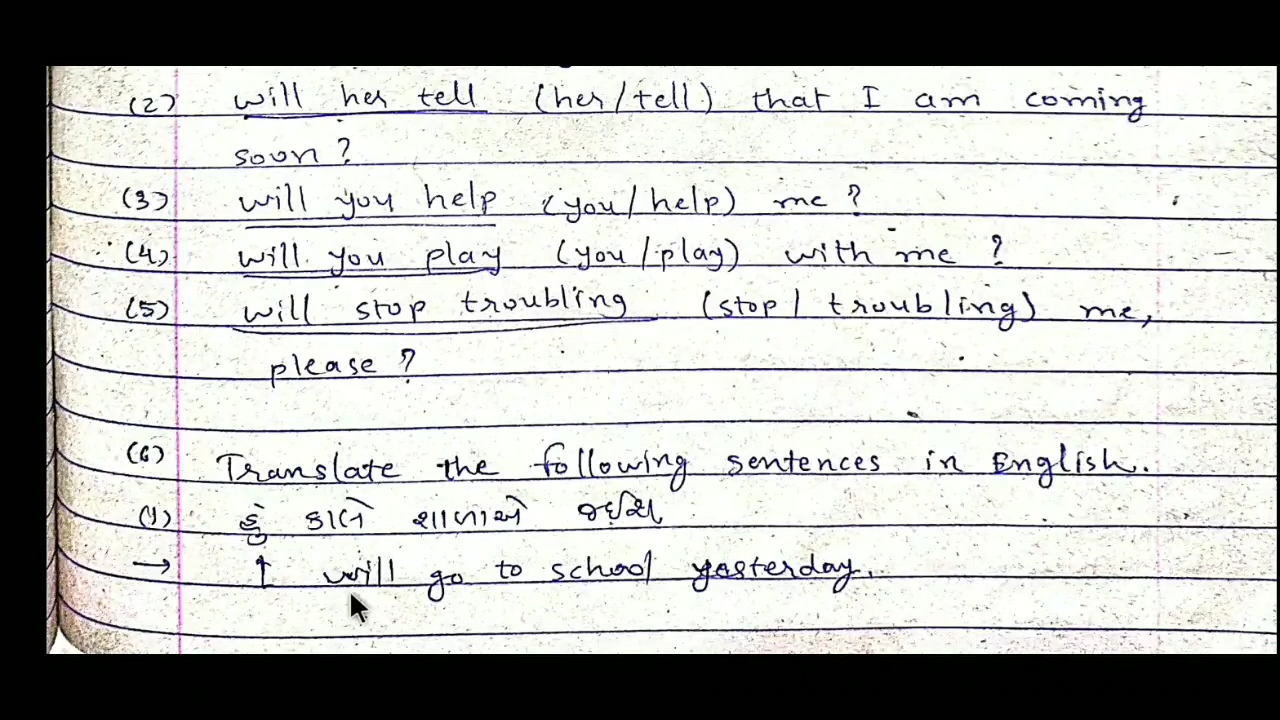 (2) will her tell (her/tell) that I am coming
soon ?
(3) will you help (you/help) me ?
(4) will you play (you/play) with me ?
(5) will stop troubling (stop/troubling) me,
please ?
(6) Translate the following sentences in English.
(1) હું કાલે શાળાએ જઈશ
→ I will go to school yesterday.